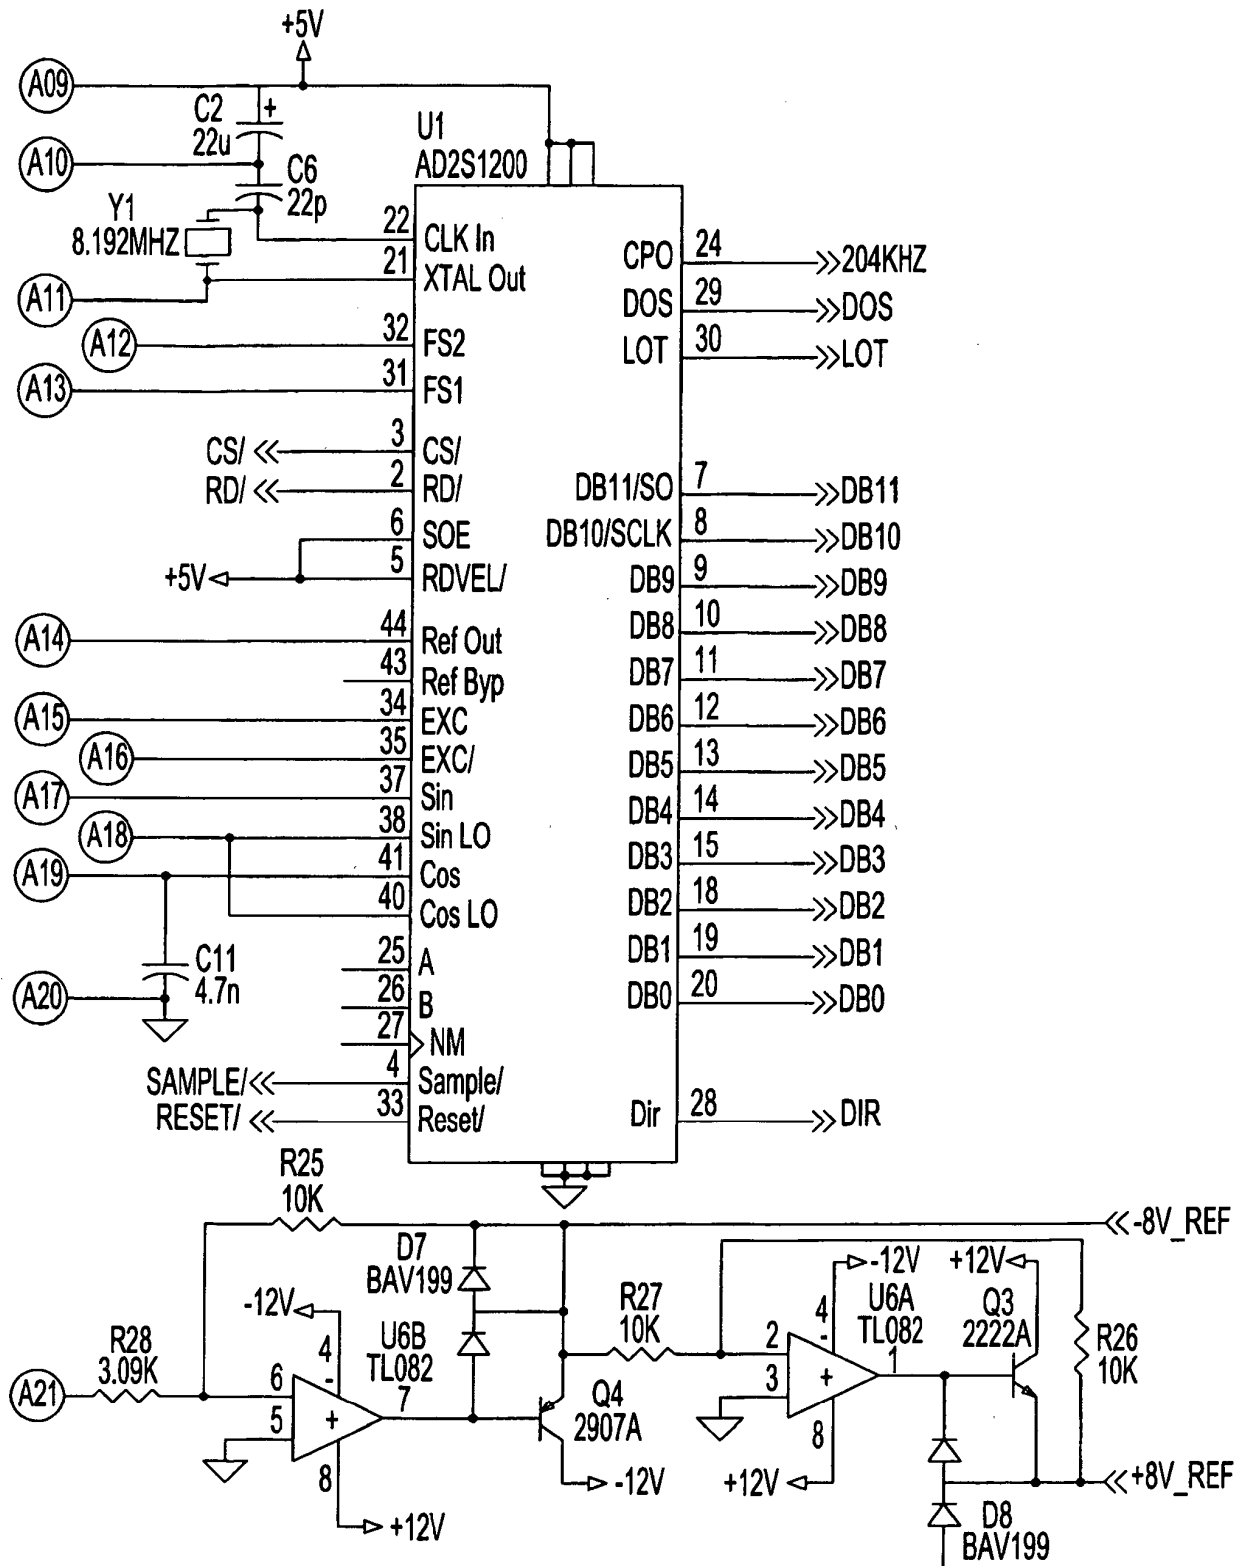 +5V
A09
C2
+
22u
U1
AD2S1200
A10
C6
22p
Y1
8.192MHZ
22
CLK In
21
XTAL Out
A11
A12
32
FS2
A13
31
FS1
CS/
3
CS/
RD/
2
RD/
6
SOE
+5V
5
RDVEL/
A14
44
Ref Out
43
Ref Byp
A15
34
EXC
A16
35
EXC/
A17
37
Sin
A18
38
Sin LO
A19
41
Cos
40
Cos LO
C11
4.7n
A20
25
A
26
B
27
NM
SAMPLE/
4
Sample/
RESET/
33
Reset/
CPO
24
204KHZ
DOS
29
DOS
LOT
30
LOT
DB11/SO
7
DB11
DB10/SCLK
8
DB10
DB9
9
DB9
DB8
10
DB8
DB7
11
DB7
DB6
12
DB6
DB5
13
DB5
DB4
14
DB4
DB3
15
DB3
DB2
18
DB2
DB1
19
DB1
DB0
20
DB0
Dir
28
DIR
R25
10K
-8V_REF
D7
BAV199
-12V
+12V
-12V
4
-
U6B
TL082
R27
10K
4
-
U6A
TL082
Q3
2222A
R28
3.09K
R26
10K
A21
6
5
+
7
8
Q4
2907A
2
3
+
1
8
-12V
+12V
+8V_REF
+12V
D8
BAV199